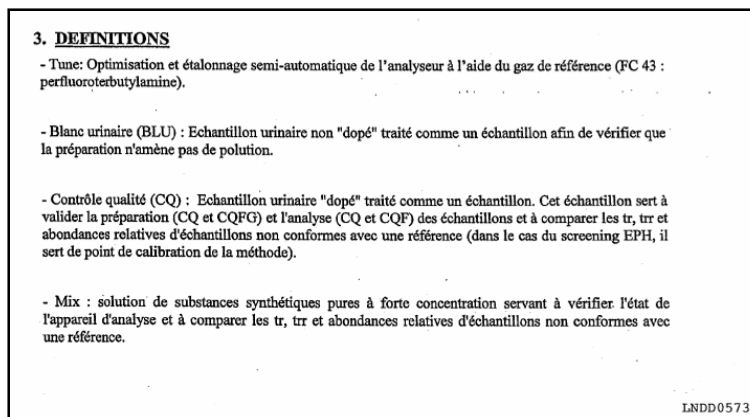 3. DEFINITIONS
- Tune: Optimisation et étalonnage semi-automatique de l'analyseur à l'aide du gaz de référence (FC 43 :
perfluoroterbutylamine).
- Blanc urinaire (BLU) : Echantillon urinaire non "dopé" traité comme un échantillon afin de vérifier que
la préparation n'amène pas de polution.
- Contrôle qualité (CQ) : Echantillon urinaire "dopé" traité comme un échantillon. Cet échantillon sert à
valider la préparation (CQ et CQFG) et l'analyse (CQ et CQF) des échantillons et à comparer les tr, trr et
abondances relatives d'échantillons non conformes avec une référence (dans le cas du screening EPH, il
sert de point de calibration de la méthode).
- Mix : solution de substances synthétiques pures à forte concentration servant à vérifier l'état de
l'appareil d'analyse et à comparer les tr, trr et abondances relatives d'échantillons non conformes avec
une référence.
LNDD0573